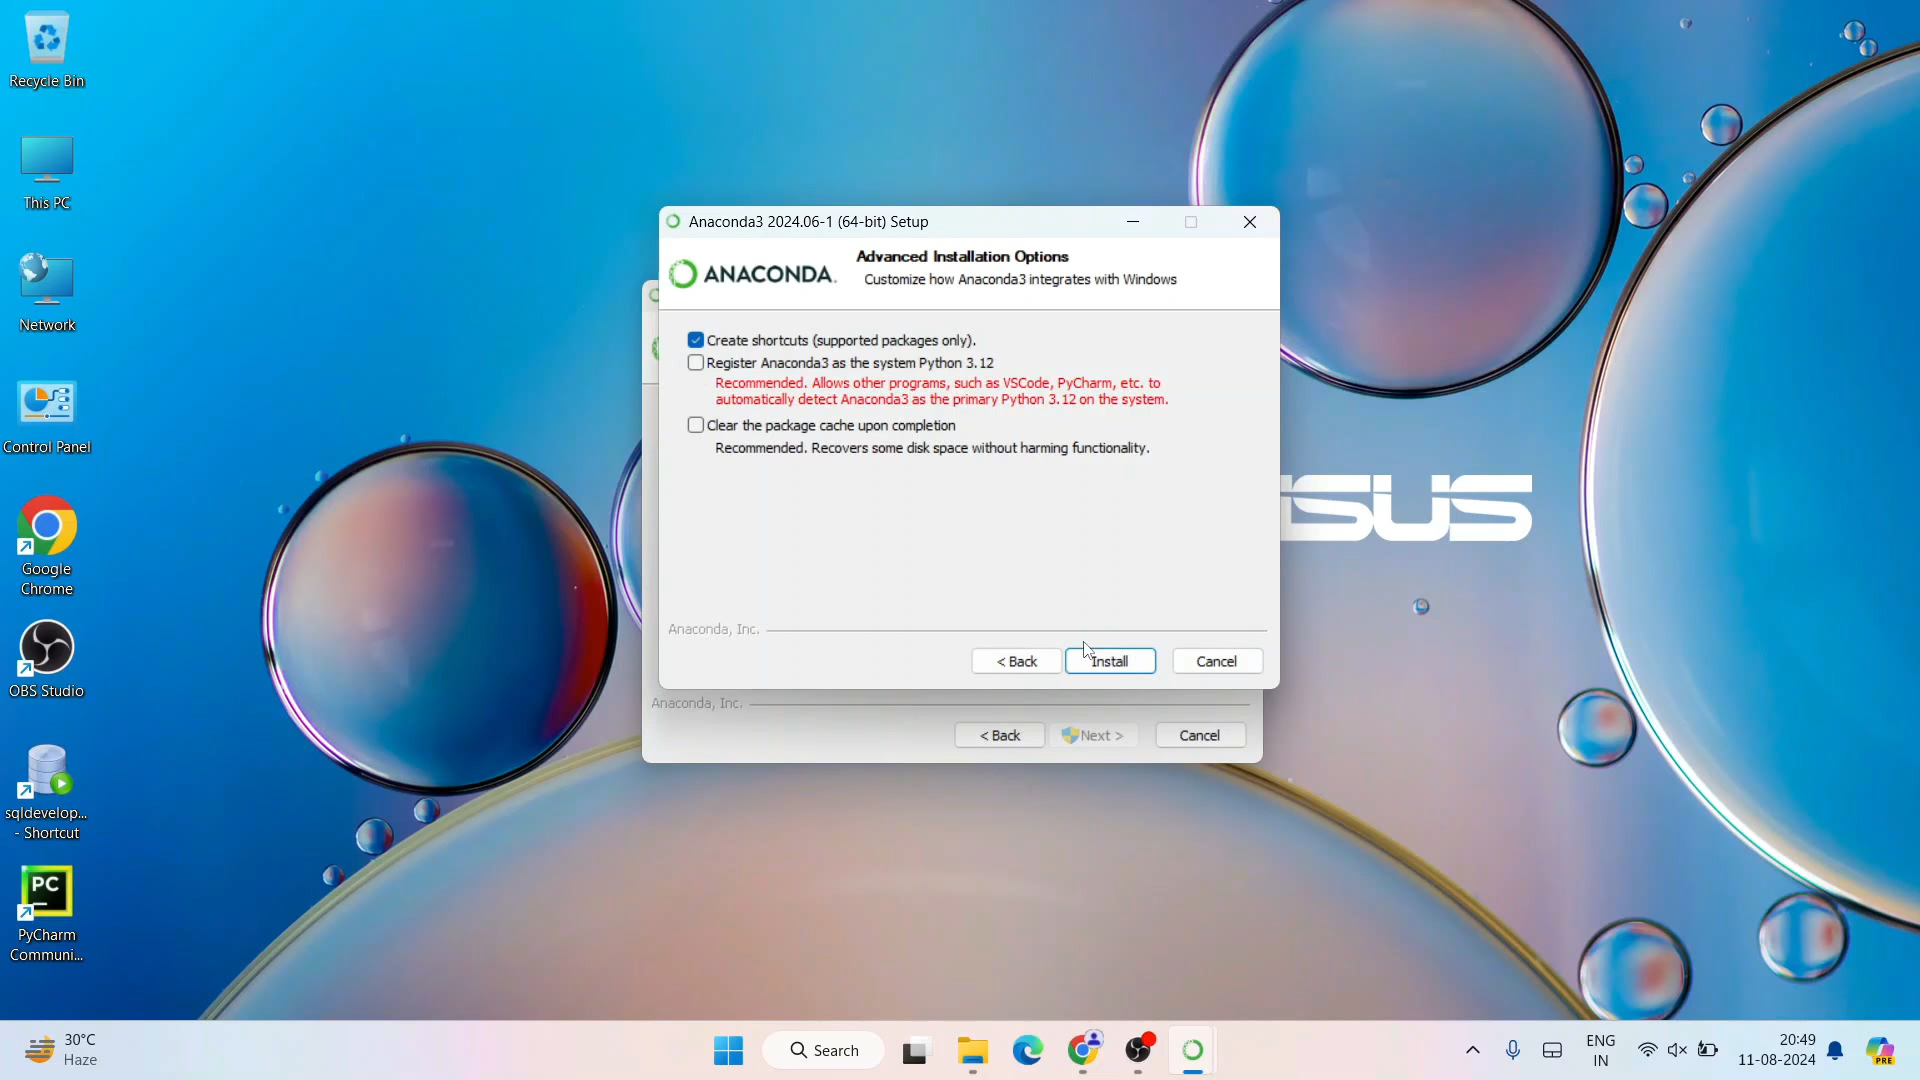 Recycle Bin
This PC
Network
Control Panel
Google
Chrome
OBS Studio
sqldevelop...
- Shortcut
PC
PyCharm
Communi...
Anaconda3 2024.06-1 (64-bit) Setup
ANACONDA.
Advanced Installation Options
Customize how Anaconda3 integrates with Windows
Create shortcuts (supported packages only).
Register Anaconda3 as the system Python 3.12
Recommended. Allows other programs, such as VSCode, PyCharm, etc. to
automatically detect Anaconda3 as the primary Python 3.12 on the system.
Clear the package cache upon completion
Recommended. Recovers some disk space without harming functionality.
Anaconda, Inc.
< Back
Install
Cancel
Anaconda, Inc.
< Back
Next >
Cancel
SUS
30°C
Haze
Search
ENG
IN
20:49
11-08-2024
PRE